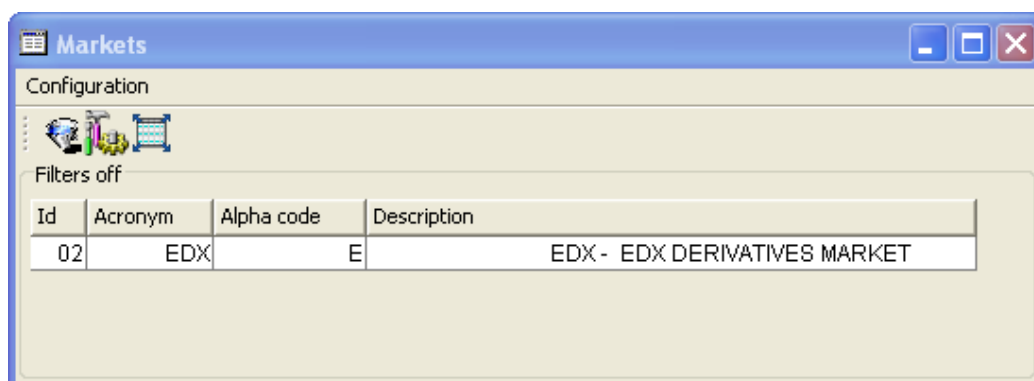 Markets
Configuration
Filters off
Id Acronym Alpha code Description
02 EDX E EDX - EDX DERIVATIVES MARKET